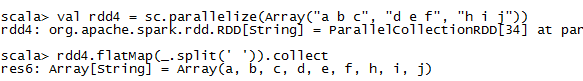 scala> val rdd4 = sc.parallelize(Array("a b c", "d e f", "h i j"))
rdd4: org.apache.spark.rdd.RDD[String] = ParallelCollectionRDD[34] at par
scala> rdd4.flatMap(_.split(' ')).collect
res6: Array[String] = Array(a, b, c, d, e, f, h, i, j)